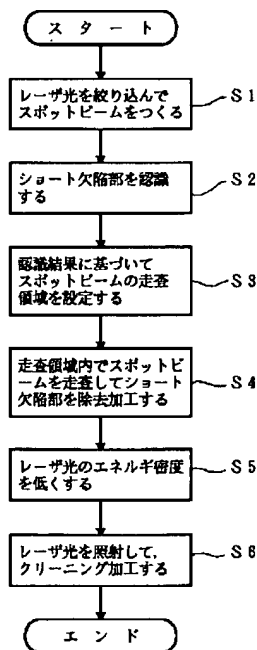 スタート
レーザ光を絞り込んで
スポットビームをつくる
S1
ショート欠陥部を認識
する
S2
認識結果に基づいて
スポットビームの走査
領域を設定する
S3
走査領域内でスポットビ
ームを走査してショート
欠陥部を除去加工する
S4
レーザ光のエネルギ密度
を低くする
S5
レーザ光を照射して,
クリーニング加工する
S6
エンド